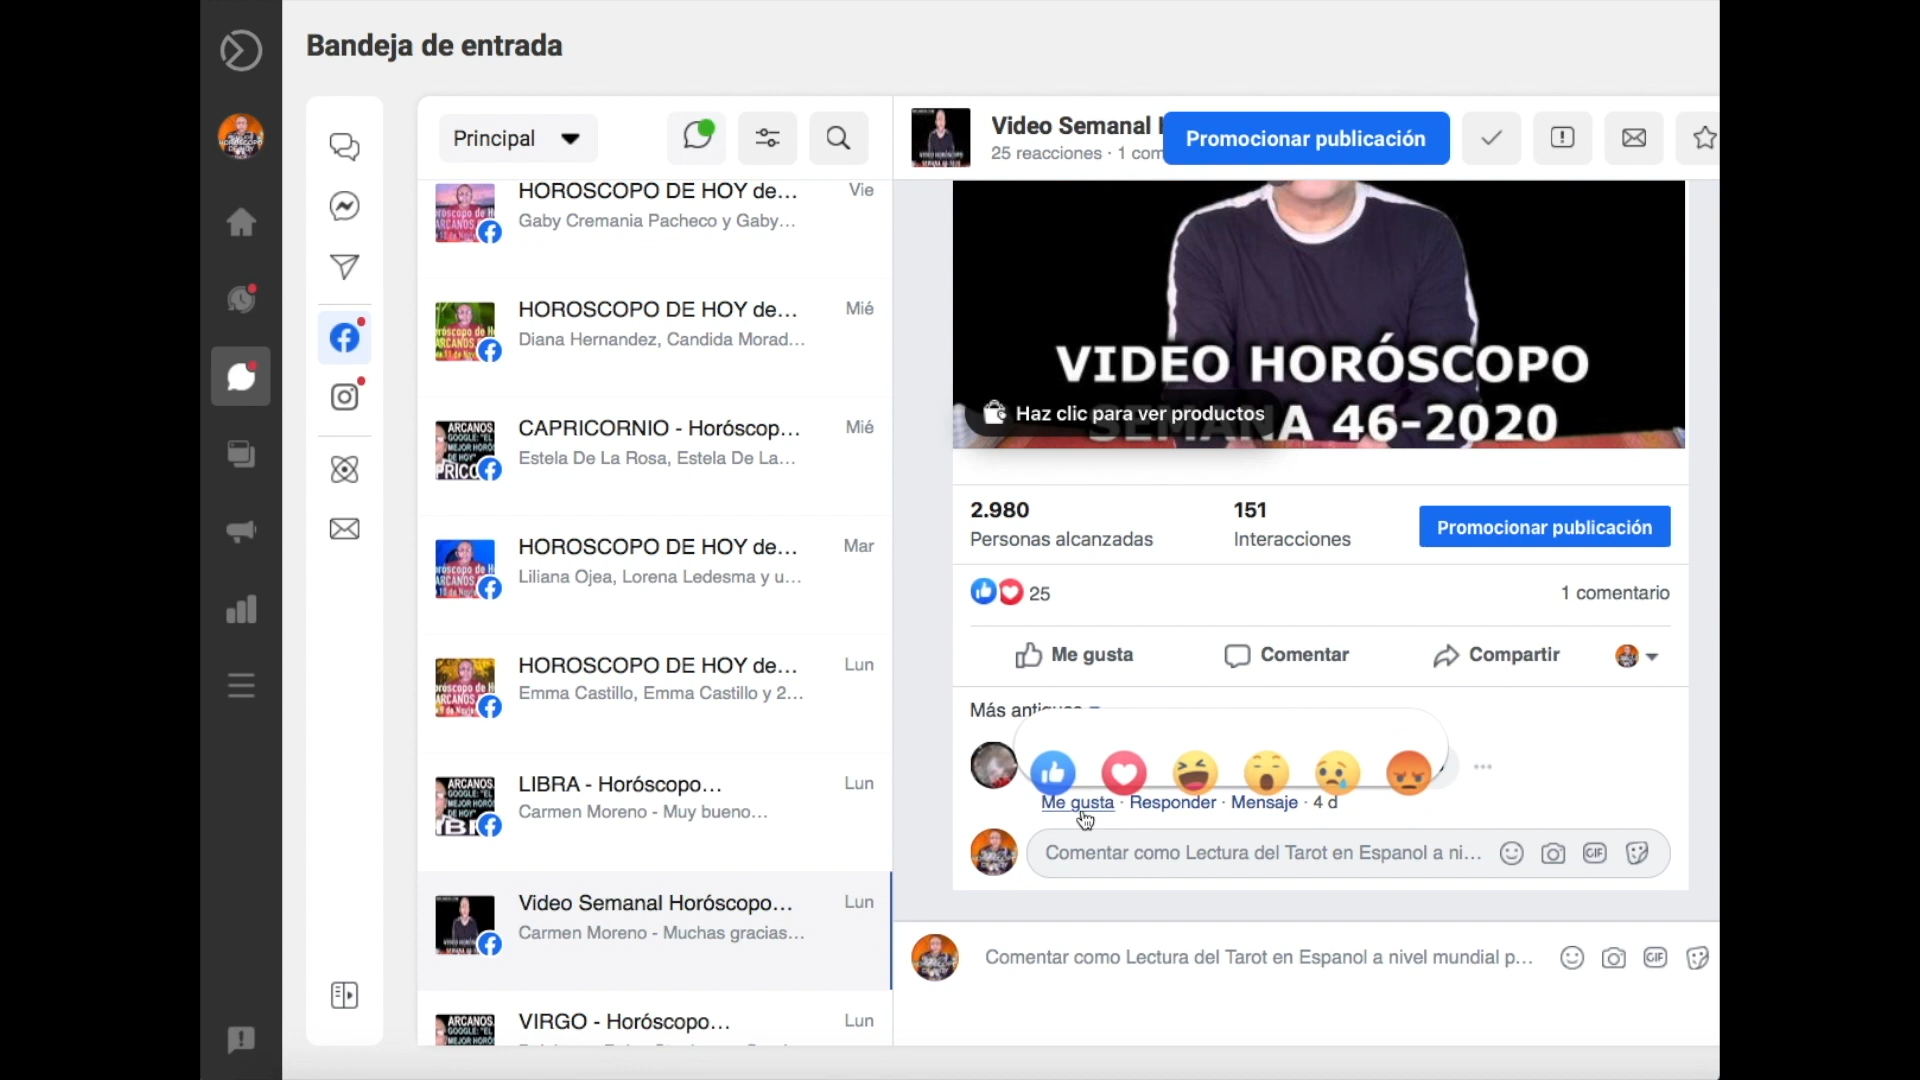 Bandeja de entrada
Principal
HOROSCOPO DE HOY de... Vie
Gaby Cremania Pacheco y Gaby...
HOROSCOPO DE HOY de... Mié
Diana Hernandez, Candida Morad...
CAPRICORNIO - Horóscop... Mié
Estela De La Rosa, Estela De La...
HOROSCOPO DE HOY de... Mar
Liliana Ojea, Lorena Ledesma y u...
HOROSCOPO DE HOY de... Lun
Emma Castillo, Emma Castillo y 2...
LIBRA - Horóscopo... Lun
Carmen Moreno - Muy bueno...
Video Semanal Horóscopo... Lun
Carmen Moreno - Muchas gracias...
VIRGO - Horóscopo... Lun
Video Semanal
25 reacciones · 1 com
Promocionar publicación
VIDEO HORÓSCOPO
SEMANA 46-2020
Haz clic para ver productos
2.980
Personas alcanzadas
151
Interacciones
Promocionar publicación
25
1 comentario
Me gusta
Comentar
Compartir
Más antiguos
Me gusta · Responder · Mensaje · 4 d
Comentar como Lectura del Tarot en Espanol a ni...
GIF
Comentar como Lectura del Tarot en Espanol a nivel mundial p...
GIF